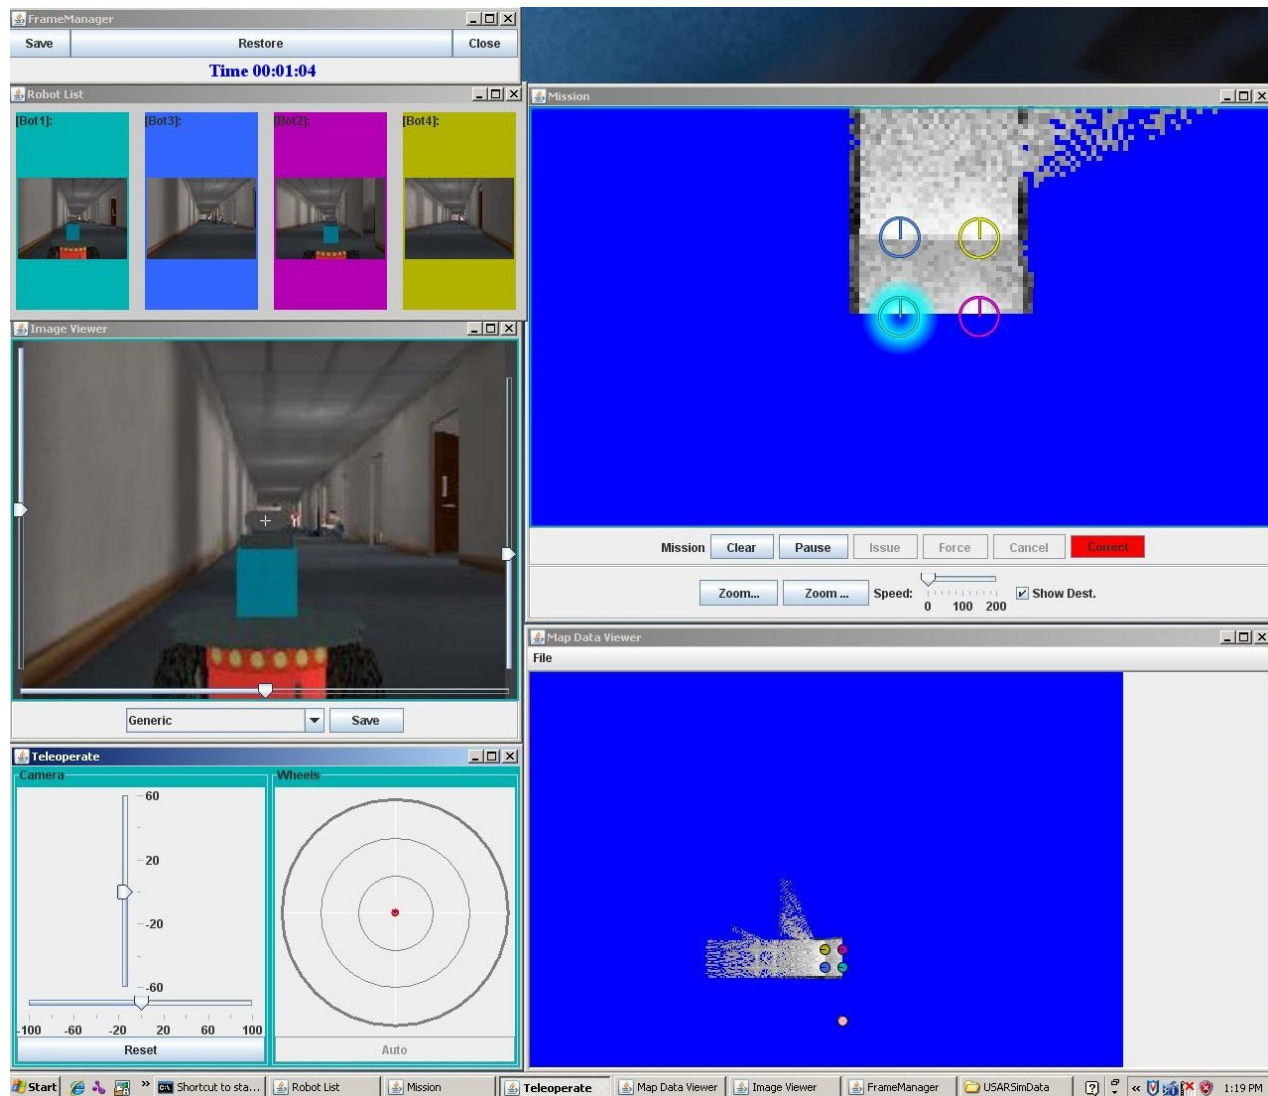 FrameManager
Save Restore Close
Time 00:01:04
Robot List
[Bot1]: [Bot3]: [Bot2]: [Bot4]:
Image Viewer
Generic Save
Teleoperate
Camera
60
20
-20
-60
-100 -60 -20 20 60 100
Reset
Wheels
Auto
Mission
Mission Clear Pause Issue Force Cancel Correct
Zoom... Zoom ... Speed: 0 100 200 Show Dest.
Map Data Viewer
File
Start » Shortcut to sta... Robot List Mission Teleoperate Map Data Viewer Image Viewer FrameManager USARSimData « 1:19 PM